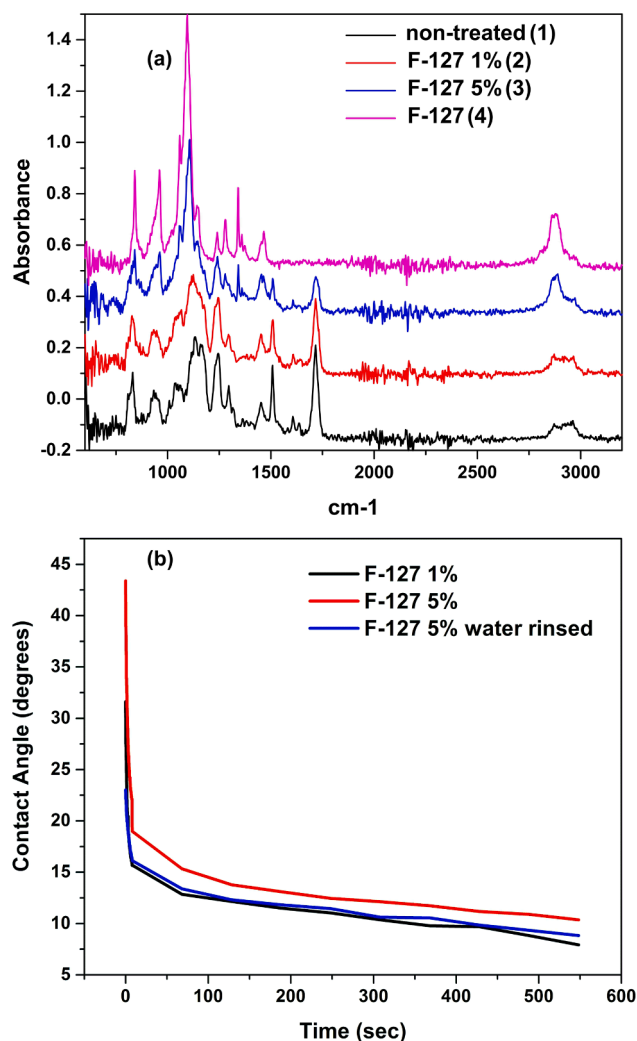 (a)
non-treated (1)
F-127 1% (2)
F-127 5% (3)
F-127 (4)
Absorbance
1.4
1.2
1.0
0.8
0.6
0.4
0.2
0.0
-0.2
1000 1500 2000 2500 3000
cm-1
(b)
F-127 1%
F-127 5%
F-127 5% water rinsed
Contact Angle (degrees)
45
40
35
30
25
20
15
10
5
0 100 200 300 400 500 600
Time (sec)